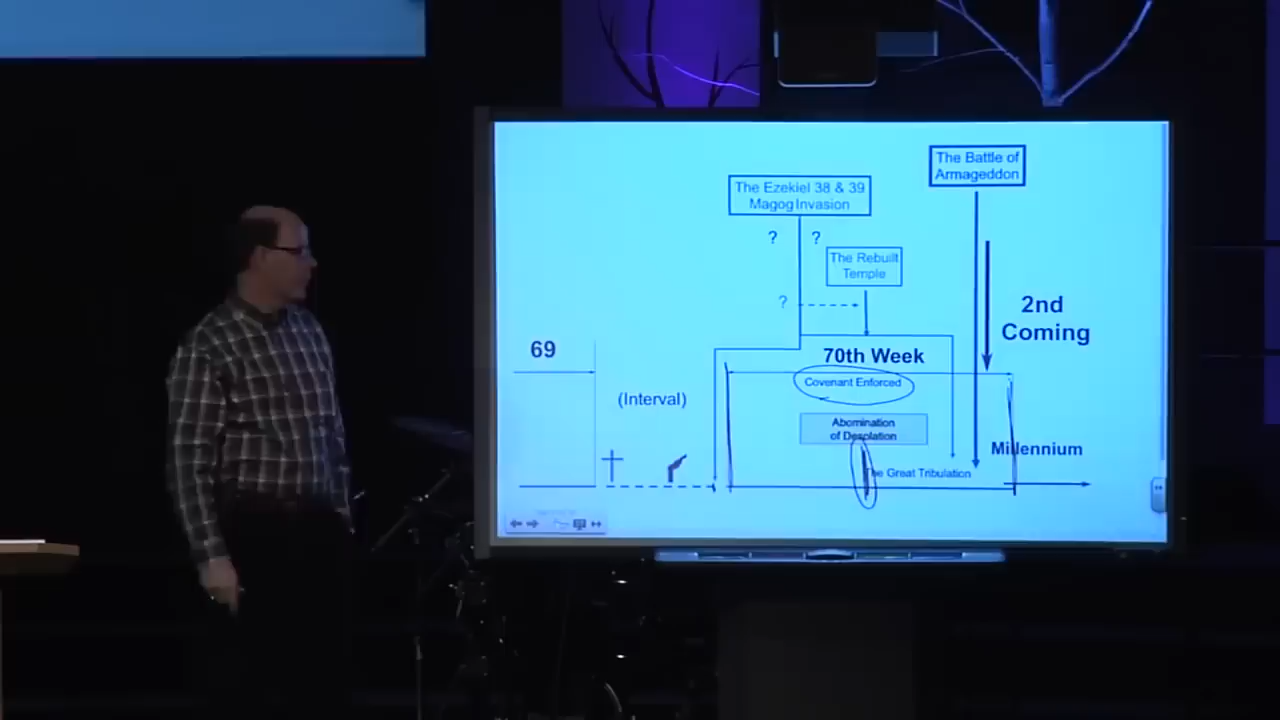 The Battle of
Armageddon
The Ezekiel 38 & 39
Magog Invasion
? ?
The Rebuilt
Temple
?
2nd
Coming
69
70th Week
Covenant Enforced
(Interval)
Abomination
of Desolation
Millennium
The Great Tribulation